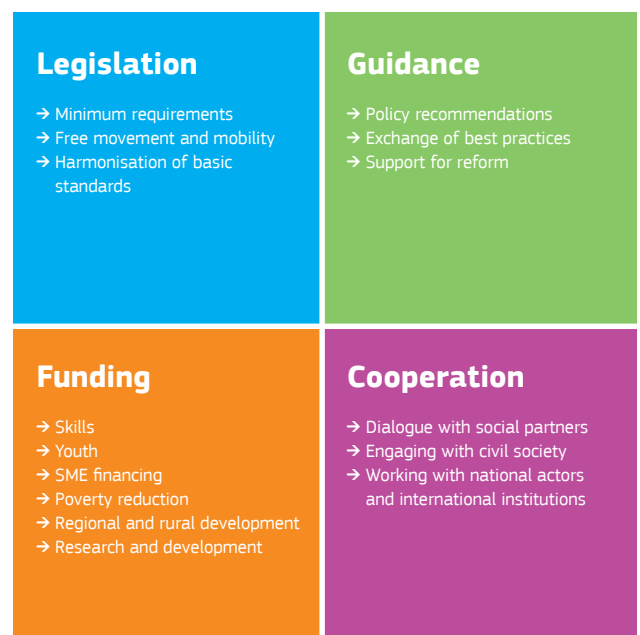 Legislation
→ Minimum requirements
→ Free movement and mobility
→ Harmonisation of basic
standards
Guidance
→ Policy recommendations
→ Exchange of best practices
→ Support for reform
Funding
→ Skills
→ Youth
→ SME financing
→ Poverty reduction
→ Regional and rural development
→ Research and development
Cooperation
→ Dialogue with social partners
→ Engaging with civil society
→ Working with national actors
and international institutions